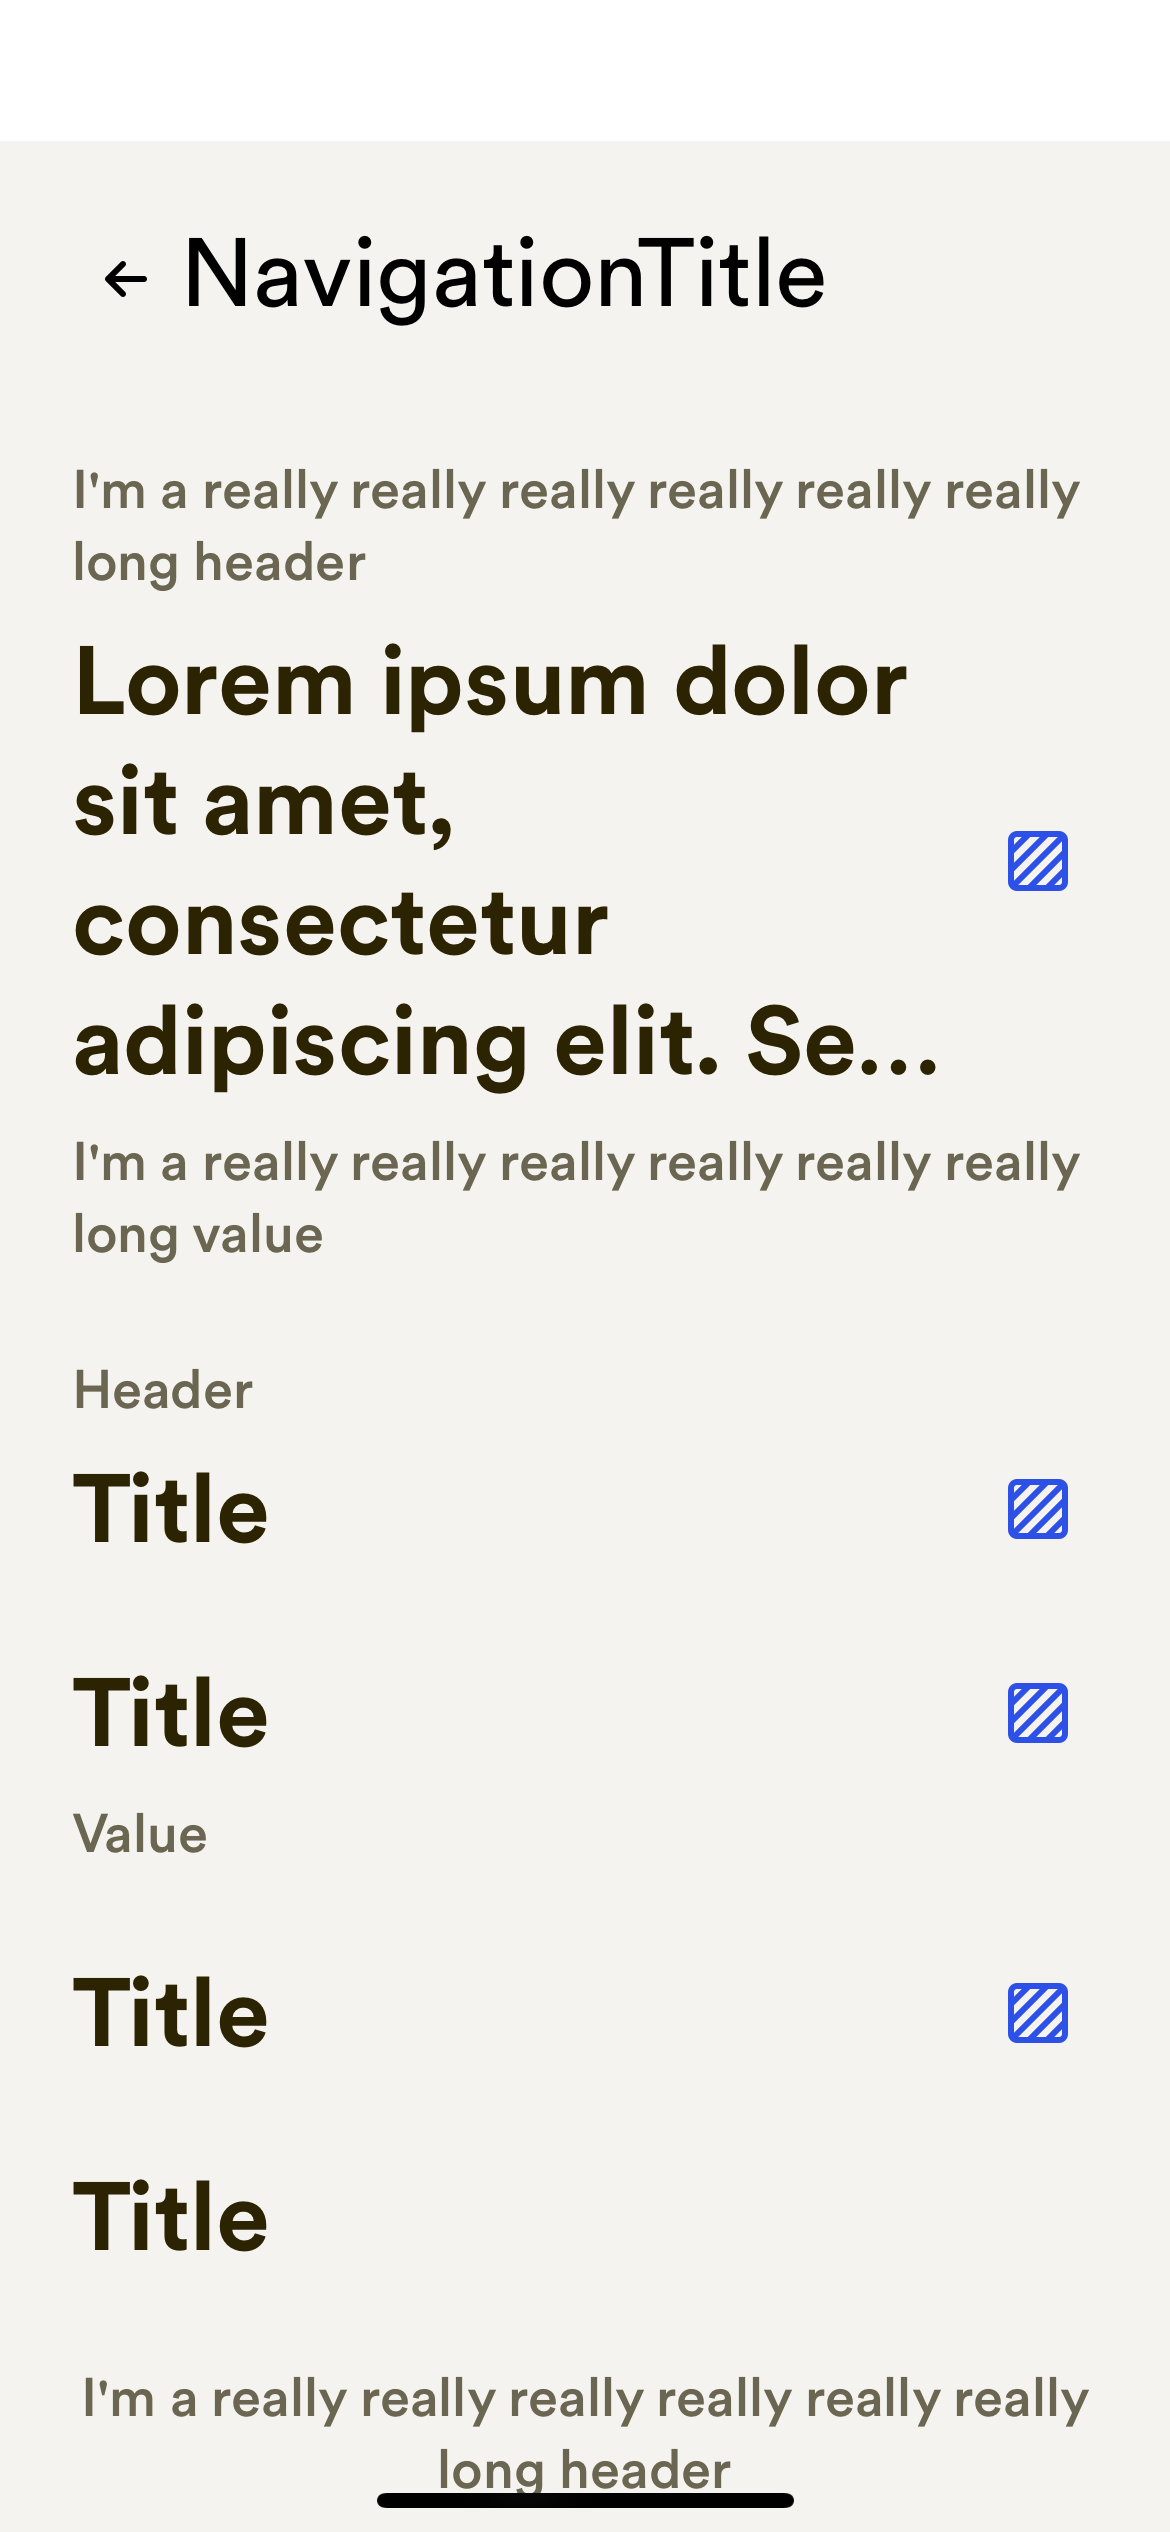 NavigationTitle
I'm a really really really really really really
long header
Lorem ipsum dolor
sit amet,
consectetur
adipiscing elit. Se...
I'm a really really really really really really
long value
Header
Title
Title
Value
Title
Title
I'm a really really really really really really
long header